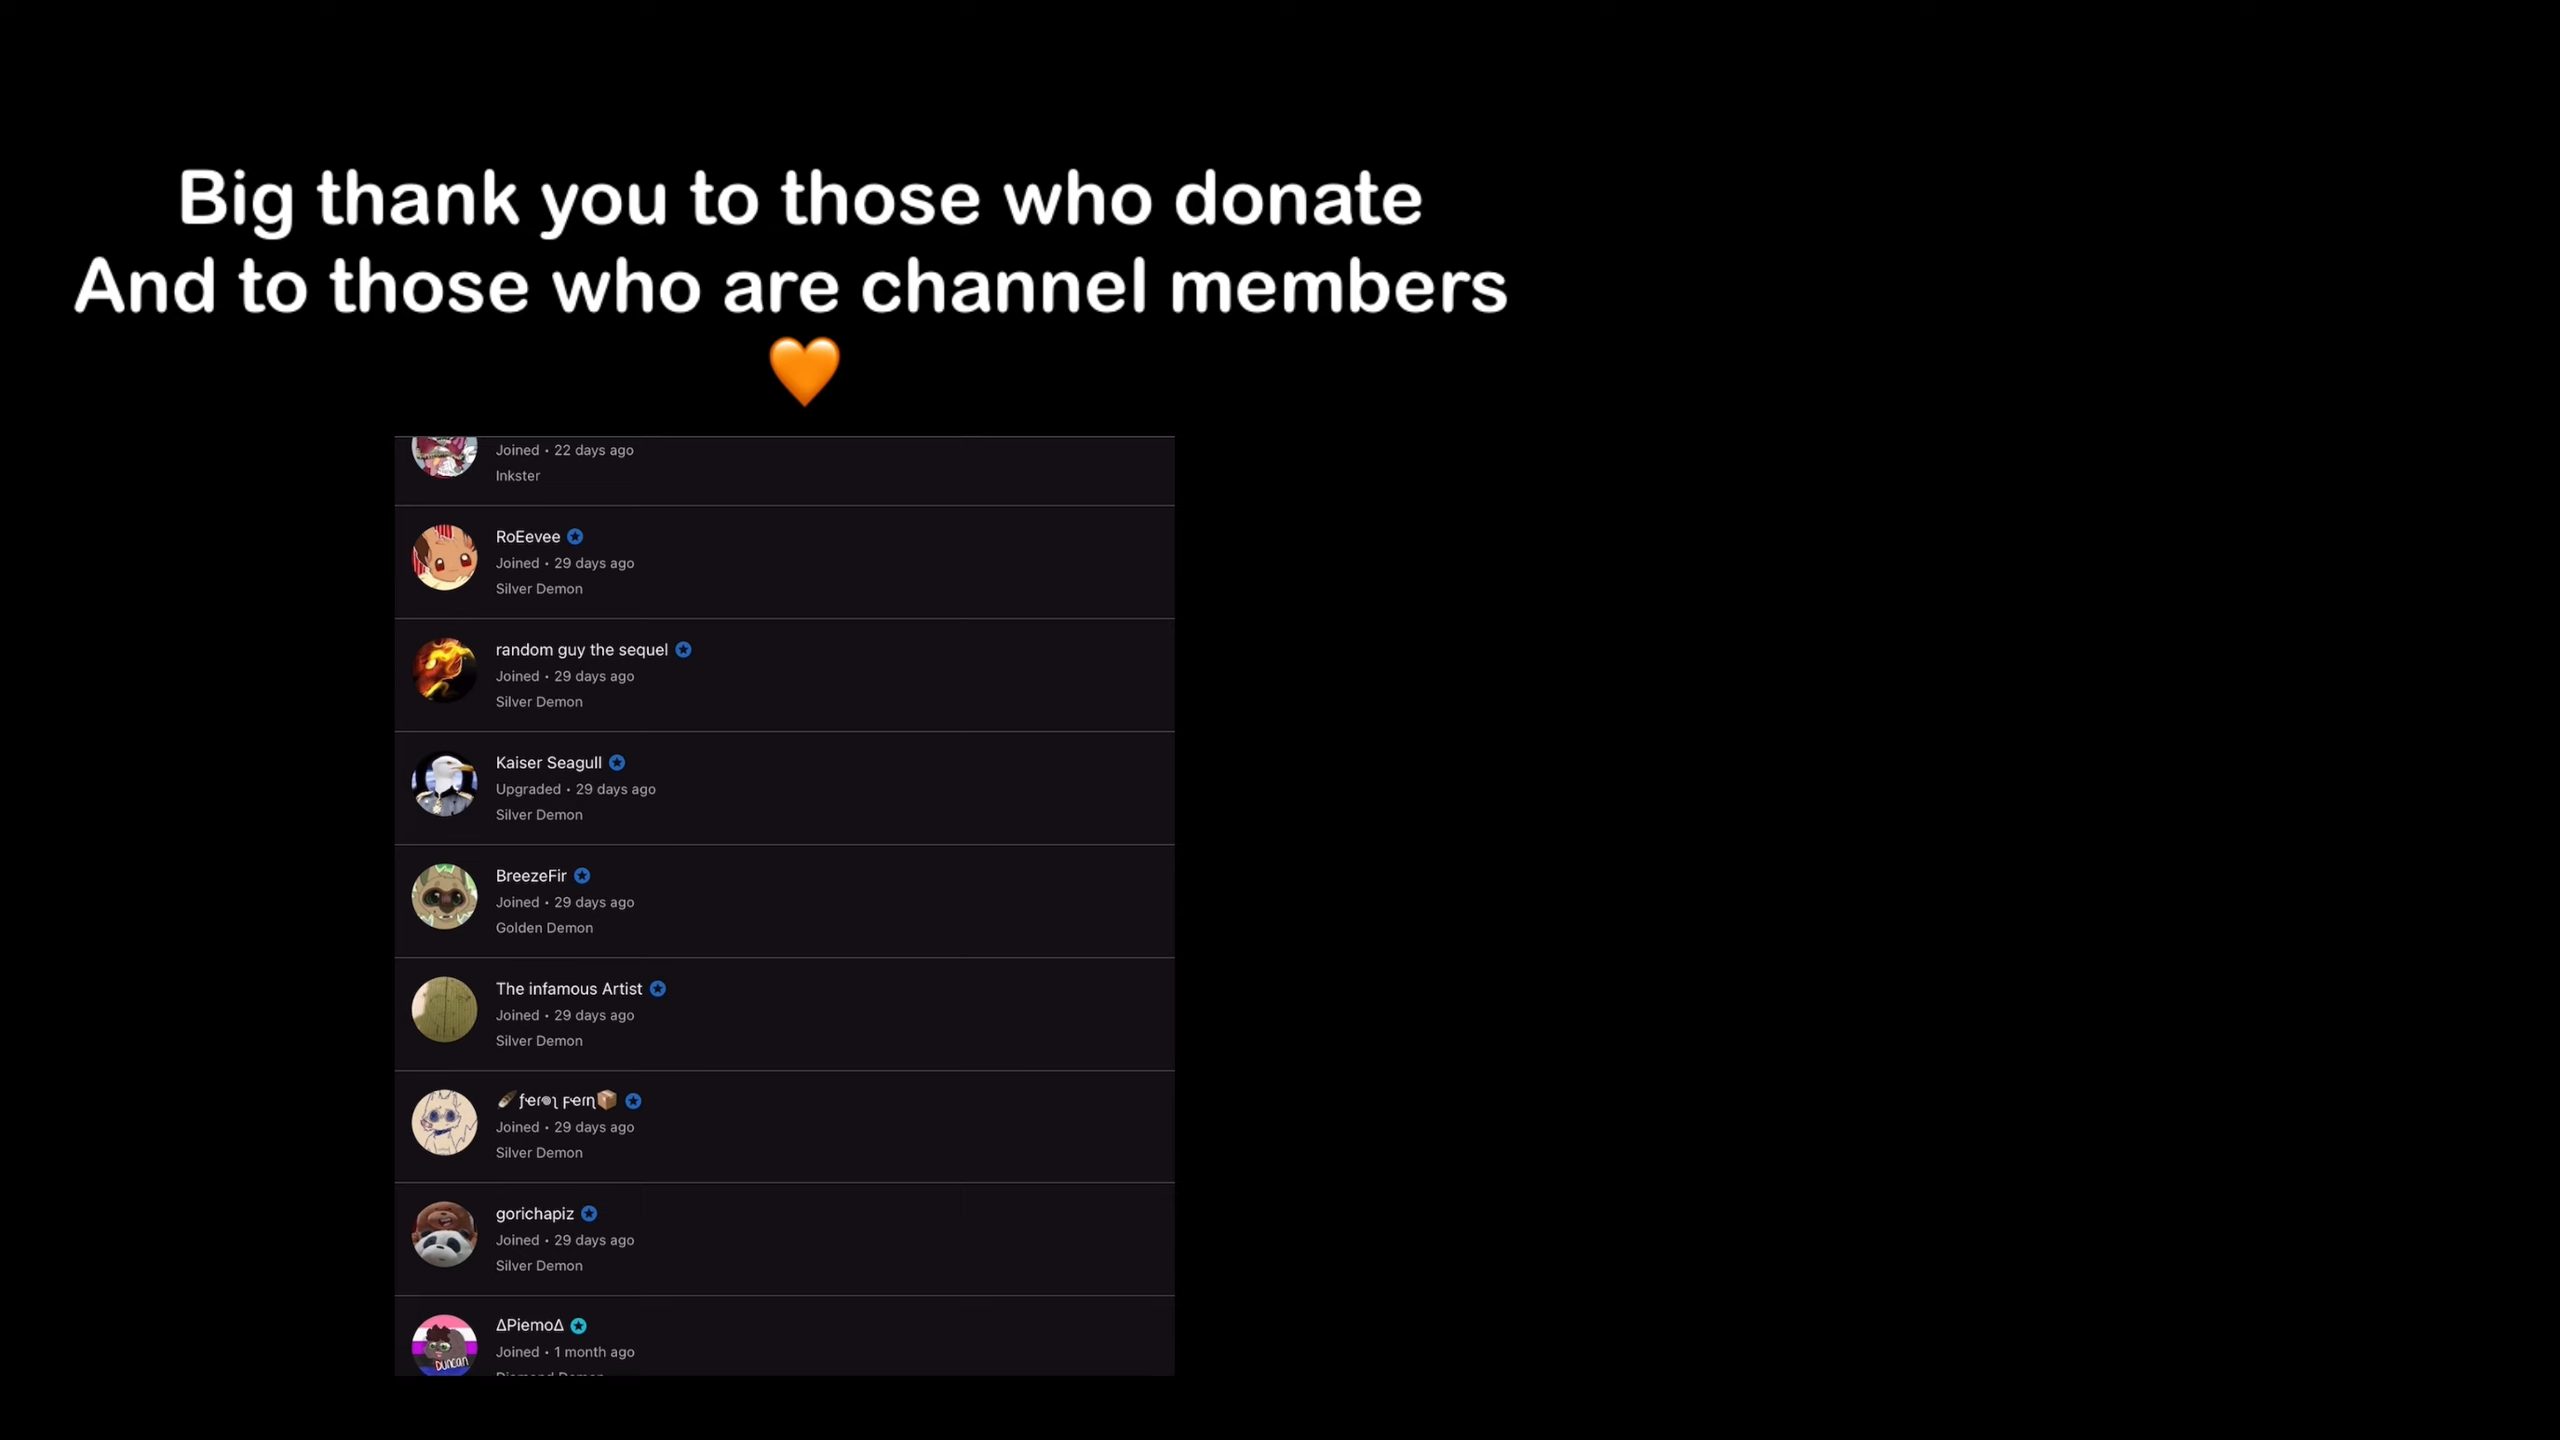 Big thank you to those who donate
And to those who are channel members
🧡
Joined • 22 days ago
Inkster
RoEevee
Joined • 29 days ago
Silver Demon
random guy the sequel
Joined • 29 days ago
Silver Demon
Kaiser Seagull
Upgraded • 29 days ago
Silver Demon
BreezeFir
Joined • 29 days ago
Golden Demon
The infamous Artist
Joined • 29 days ago
Silver Demon
Joined • 29 days ago
Silver Demon
gorichapiz
Joined • 29 days ago
Silver Demon
ΔPiemoΔ
Duncan
Joined • 1 month ago